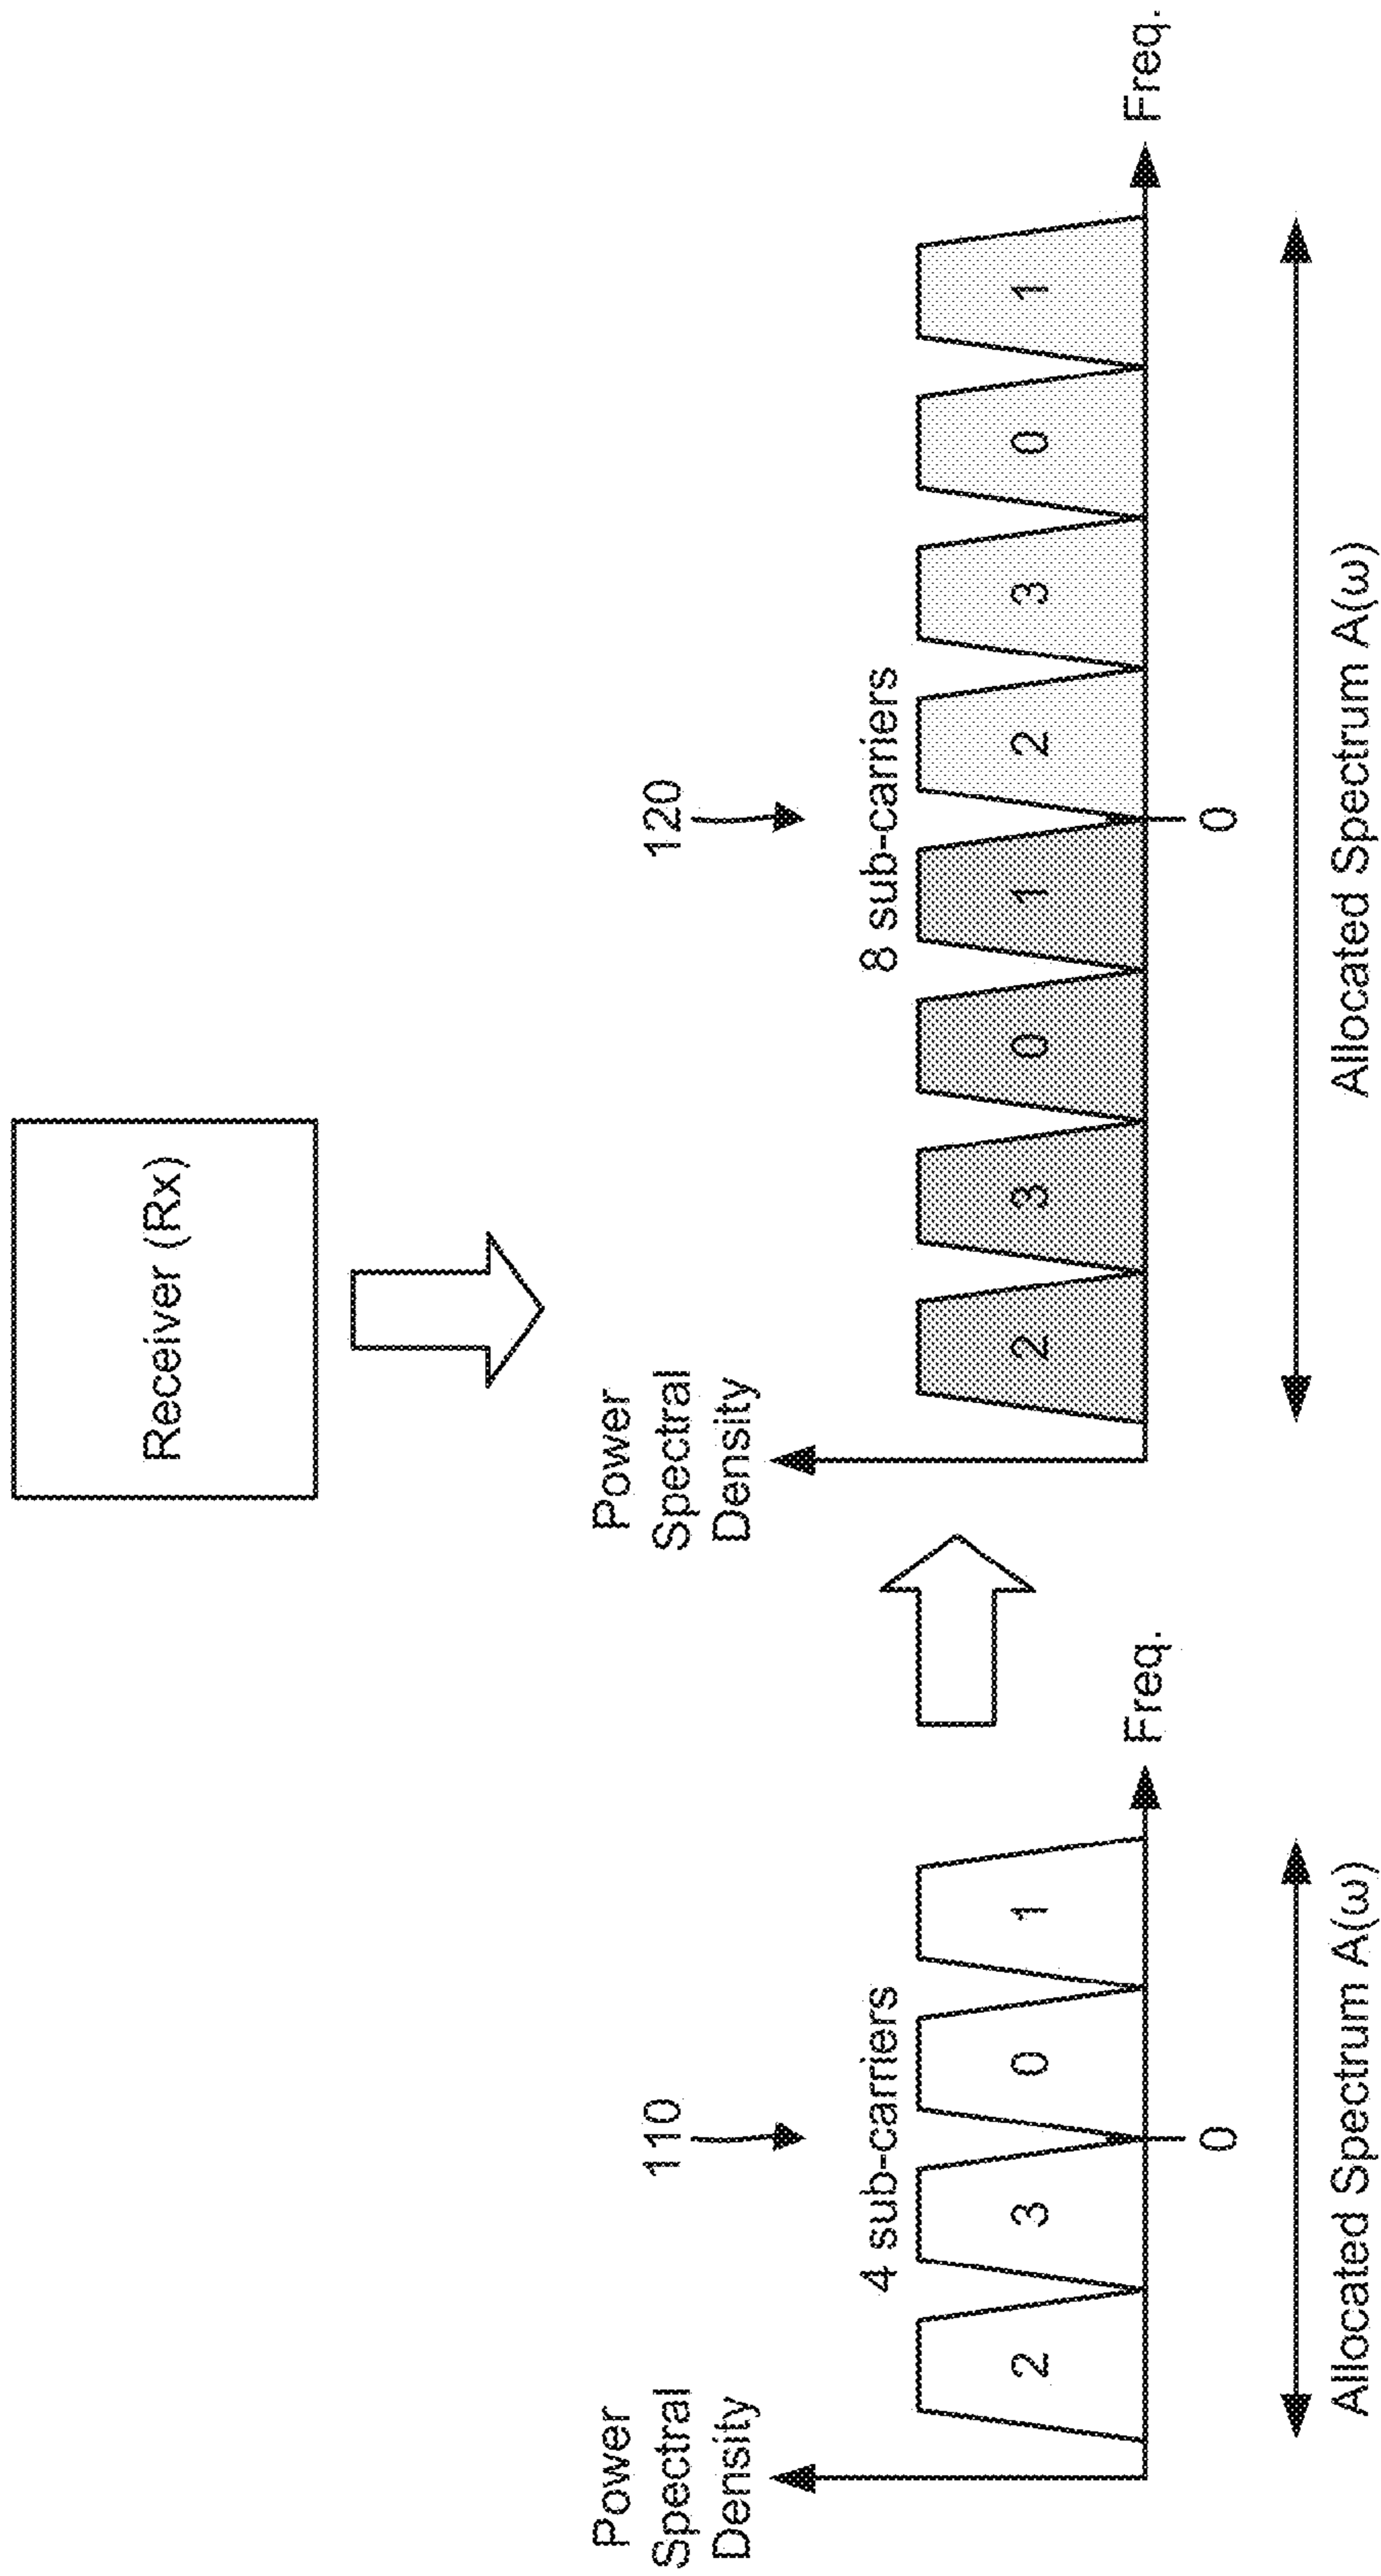 Receiver (Rx)
Power
Spectral
Density
110
4 sub-carriers
2
3
0
1
Freq.
0
Allocated Spectrum A(ω)
Power
Spectral
Density
120
8 sub-carriers
2
3
0
1
2
3
0
1
Freq.
0
Allocated Spectrum A(ω)